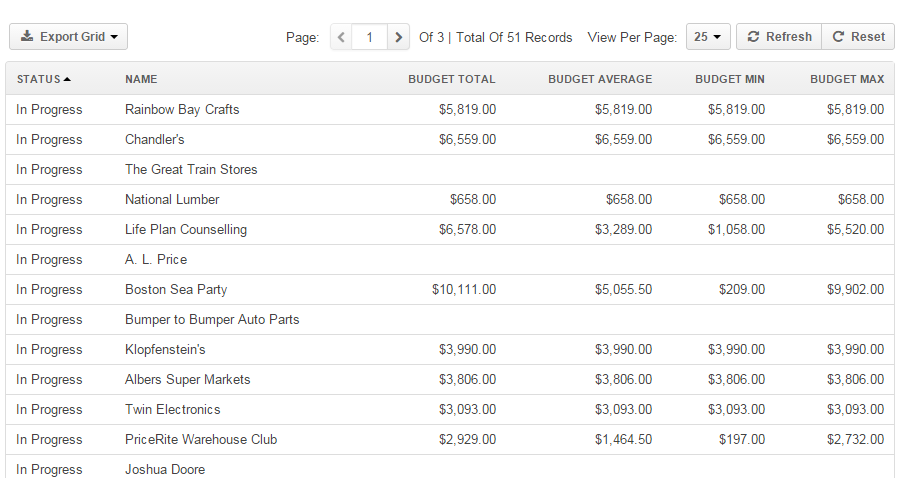 Export Grid Page: 1 Of 3 | Total Of 51 Records View Per Page: 25 Refresh Reset
STATUS NAME BUDGET TOTAL BUDGET AVERAGE BUDGET MIN BUDGET MAX
In Progress Rainbow Bay Crafts $5,819.00 $5,819.00 $5,819.00 $5,819.00
In Progress Chandler's $6,559.00 $6,559.00 $6,559.00 $6,559.00
In Progress The Great Train Stores
In Progress National Lumber $658.00 $658.00 $658.00 $658.00
In Progress Life Plan Counselling $6,578.00 $3,289.00 $1,058.00 $5,520.00
In Progress A. L. Price
In Progress Boston Sea Party $10,111.00 $5,055.50 $209.00 $9,902.00
In Progress Bumper to Bumper Auto Parts
In Progress Klopfenstein's $3,990.00 $3,990.00 $3,990.00 $3,990.00
In Progress Albers Super Markets $3,806.00 $3,806.00 $3,806.00 $3,806.00
In Progress Twin Electronics $3,093.00 $3,093.00 $3,093.00 $3,093.00
In Progress PriceRite Warehouse Club $2,929.00 $1,464.50 $197.00 $2,732.00
In Progress Joshua Doore